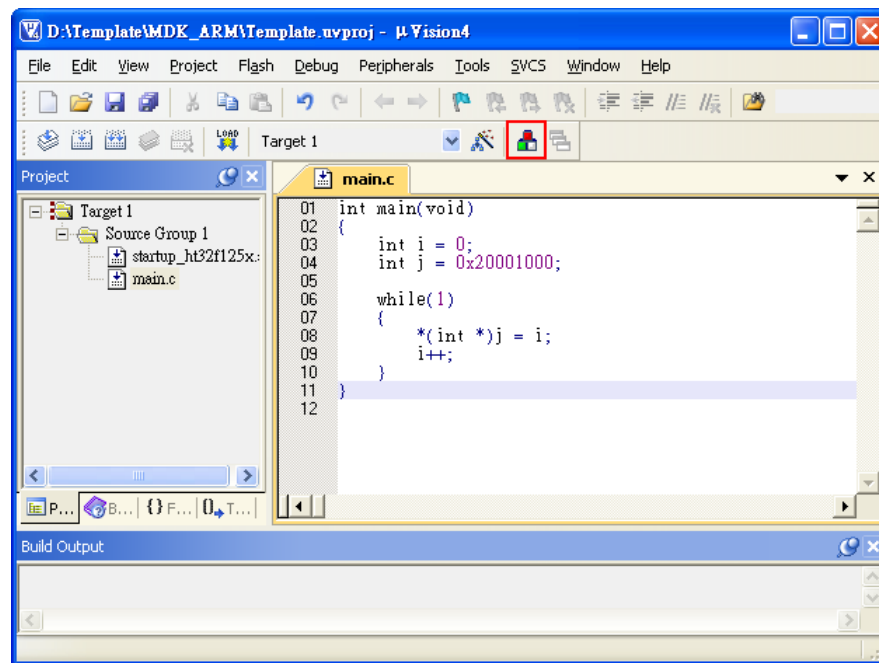 D:\Template\MDK_ARM\Template.uvproj - µVision4
File Edit View Project Flash Debug Peripherals Tools SVCS Window Help
LOAD Target 1
Project
main.c
Target 1
Source Group 1
startup_ht32f125x.
main.c
01 int main(void)
02 {
03 int i = 0;
04 int j = 0x20001000;
05
06 while(1)
07 {
08 *(int *)j = i;
09 i++;
10 }
11 }
12
P... B... {} F... 0 T...
Build Output